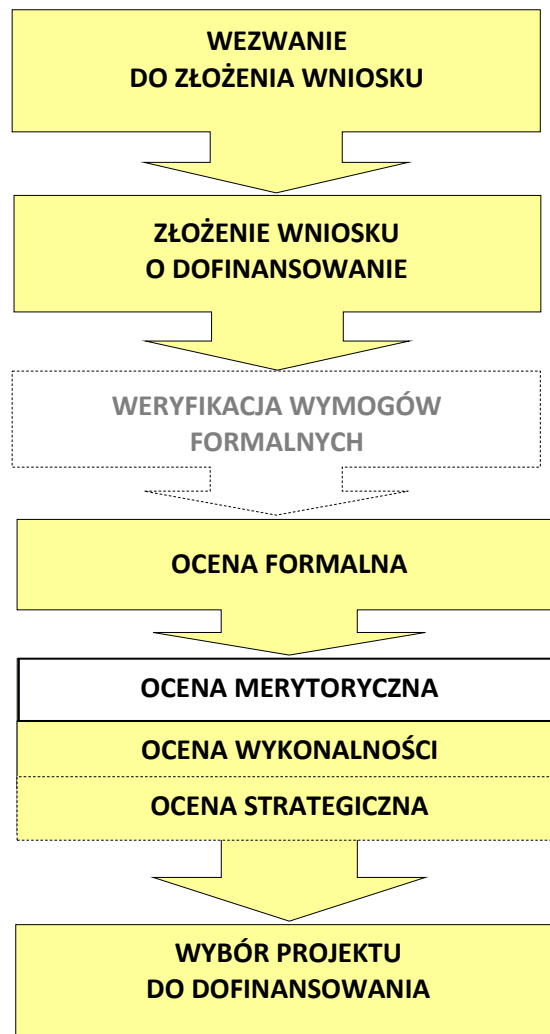 WEZWANIE
DO ZŁOŻENIA WNIOSKU
ZŁOŻENIE WNIOSKU
O DOFINANSOWANIE
WERYFIKACJA WYMOGÓW
FORMALNYCH
OCENA FORMALNA
OCENA MERYTORYCZNA
OCENA WYKONALNOŚCI
OCENA STRATEGICZNA
WYBÓR PROJEKTU
DO DOFINANSOWANIA